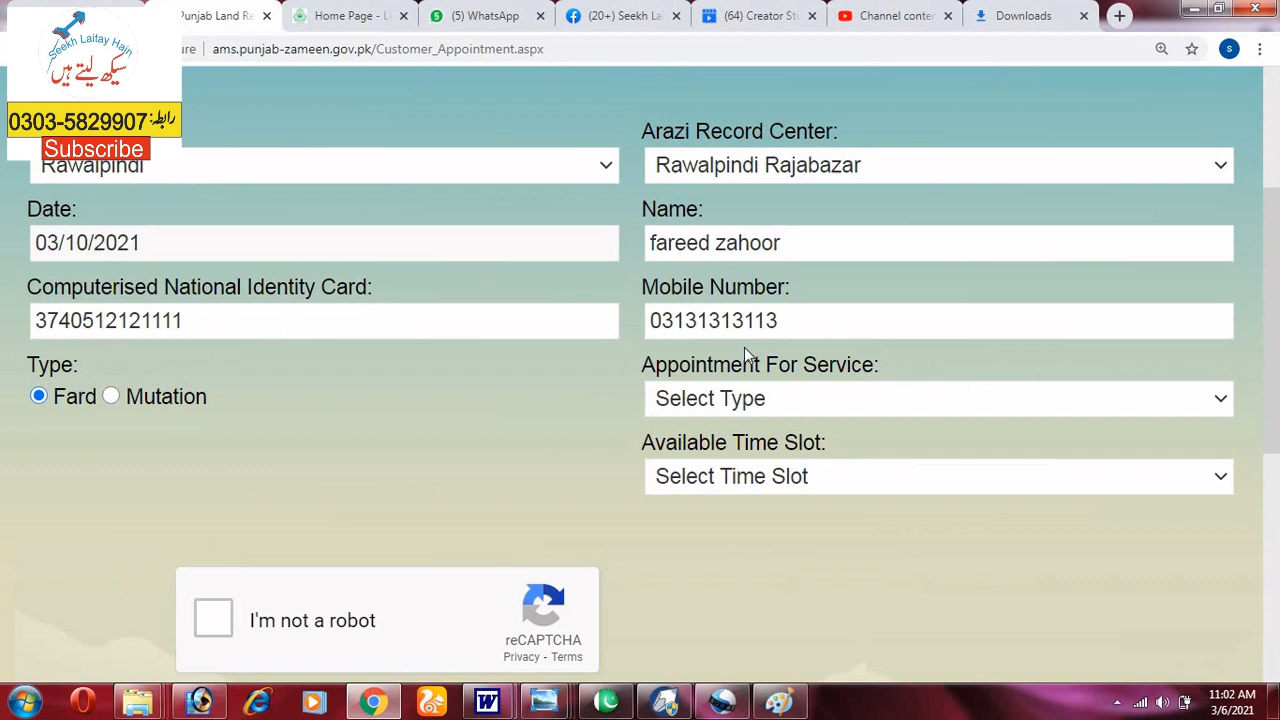 Punjab Land Re
Home Page - Li
(5) WhatsApp
(20+) Seekh La
(64) Creator St
Channel conte
Downloads
ure
ams.punjab-zameen.gov.pk/Customer_Appointment.aspx
S
Seekh Laitay Hain
سیکھ لیتے ہیں
0303-5829907 رابطہ:
Subscribe
Arazi Record Center:
Rawalpindi
Rawalpindi Rajabazar
Date:
Name:
03/10/2021
fareed zahoor
Computerised National Identity Card:
Mobile Number:
3740512121111
03131313113
Type:
Appointment For Service:
Fard
Mutation
Select Type
Available Time Slot:
Select Time Slot
I'm not a robot
reCAPTCHA
Privacy - Terms
11:02 AM
3/6/2021